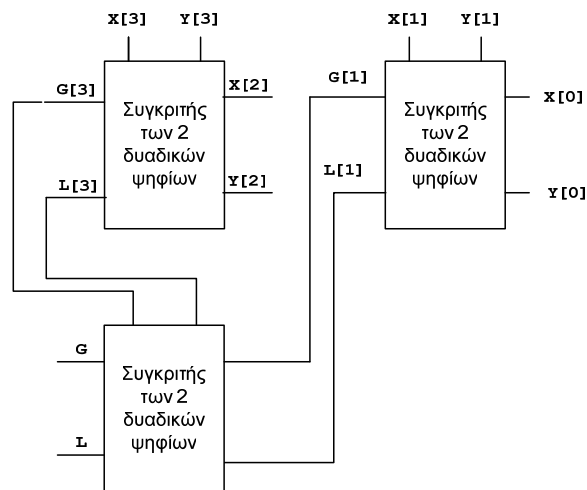 X[3] Y[3] X[1] Y[1]
G[3] X[2] G[1] X[0]
Συγκριτής
των 2
δυαδικών
ψηφίων
Συγκριτής
των 2
δυαδικών
ψηφίων
L[3] Y[2] L[1] Y[0]
G
L
Συγκριτής
των 2
δυαδικών
ψηφίων